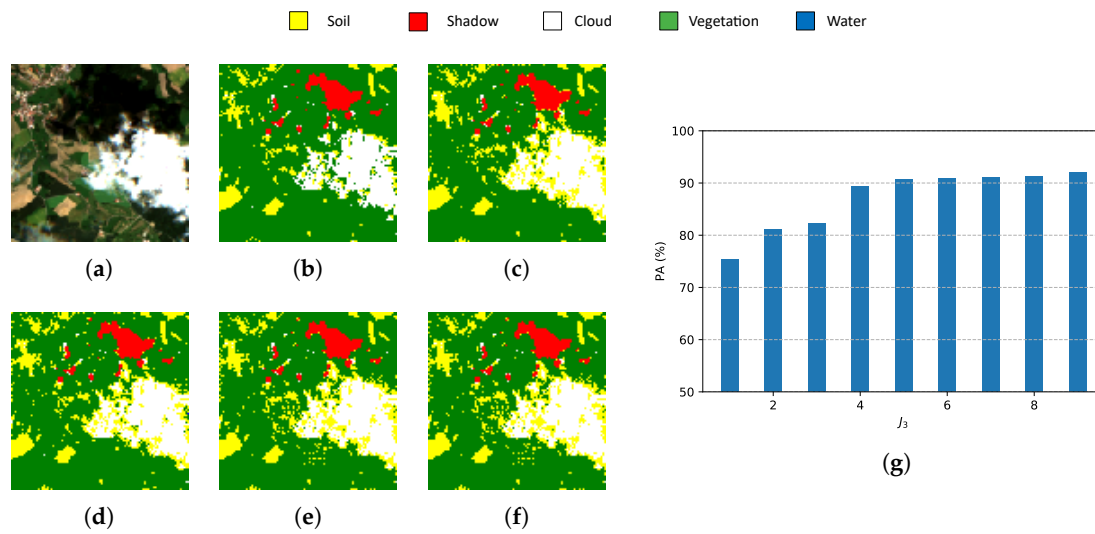 Soil Shadow Cloud Vegetation Water
(a) (b) (c)
(d) (e) (f)
100
90
80
70
60
50
PA (%)
2 4 6 8
J₃
(g)